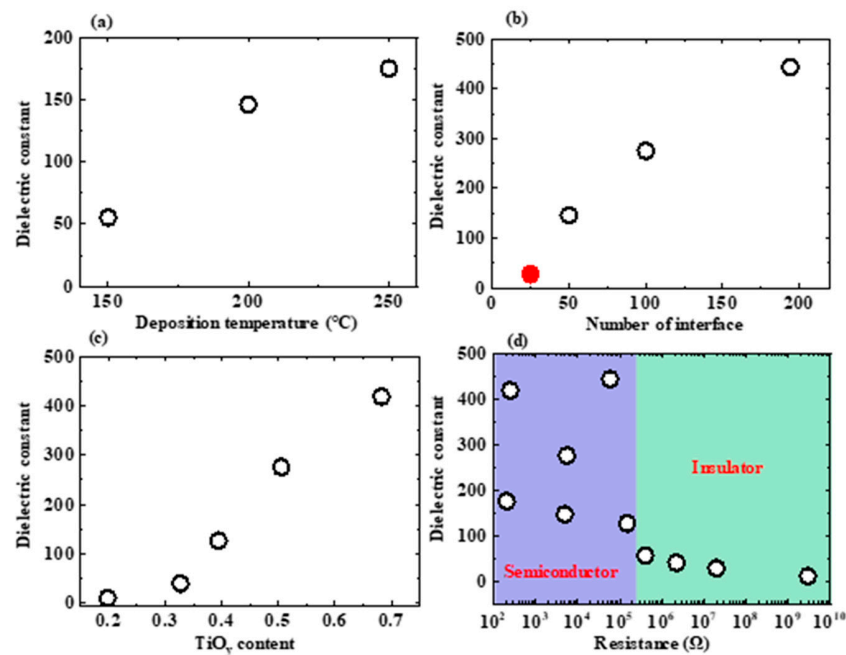 (a)
200
150
100
50
0
Dielectric constant
150 200 250
Deposition temperature (°C)
(b)
500
400
300
200
100
0
Dielectric constant
0 50 100 150 200
Number of interface
(c)
500
400
300
200
100
0
Dielectric constant
0.2 0.3 0.4 0.5 0.6 0.7
TiOy content
(d)
500
400
300
200
100
0
Dielectric constant
Insulator
Semiconductor
10² 10³ 10⁴ 10⁵ 10⁶ 10⁷ 10⁸ 10⁹ 10¹⁰
Resistance (Ω)